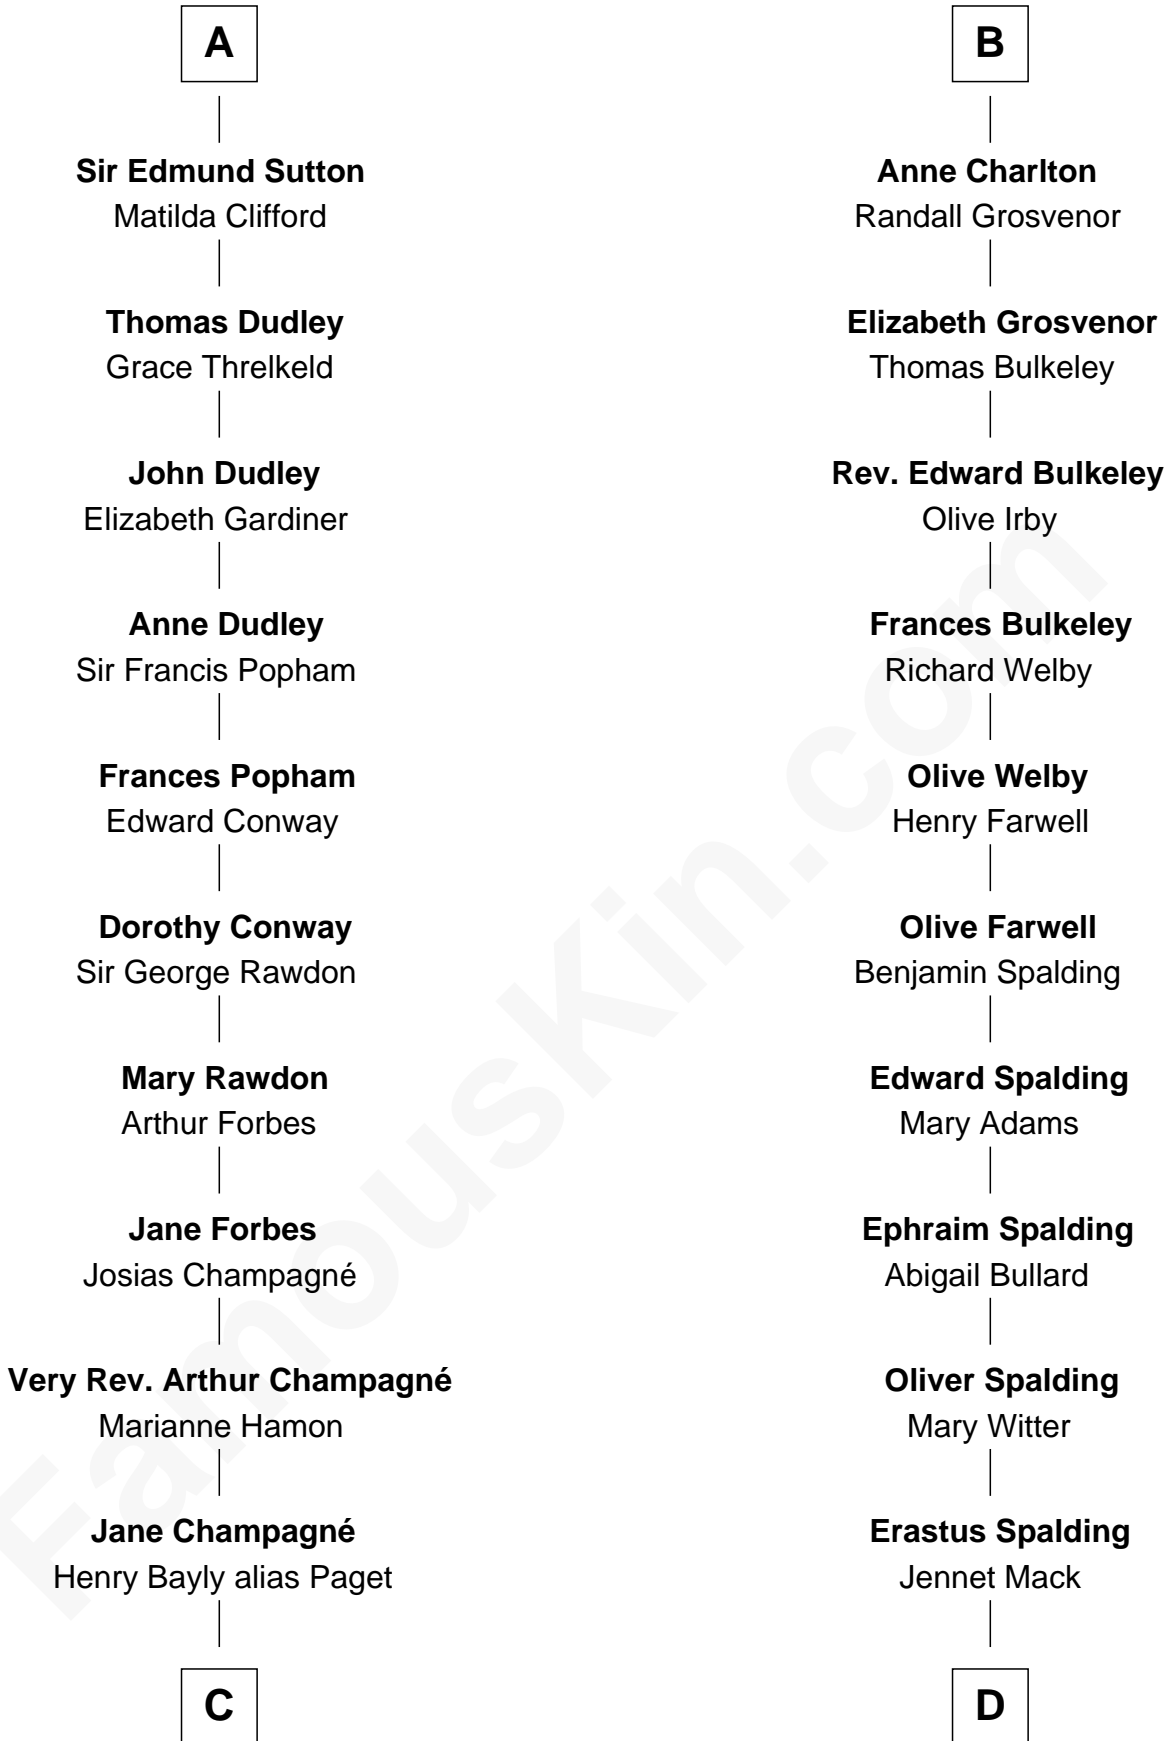 A
Sir Edmund Sutton
Matilda Clifford
Thomas Dudley
Grace Threlkeld
John Dudley
Elizabeth Gardiner
Anne Dudley
Sir Francis Popham
Frances Popham
Edward Conway
Dorothy Conway
Sir George Rawdon
Mary Rawdon
Arthur Forbes
Jane Forbes
Josias Champagné
Very Rev. Arthur Champagné
Marianne Hamon
Jane Champagné
Henry Bayly alias Paget
C
B
Anne Charlton
Randall Grosvenor
Elizabeth Grosvenor
Thomas Bulkeley
Rev. Edward Bulkeley
Olive Irby
Frances Bulkeley
Richard Welby
Olive Welby
Henry Farwell
Olive Farwell
Benjamin Spalding
Edward Spalding
Mary Adams
Ephraim Spalding
Abigail Bullard
Oliver Spalding
Mary Witter
Erastus Spalding
Jennet Mack
D
FamousKin.com